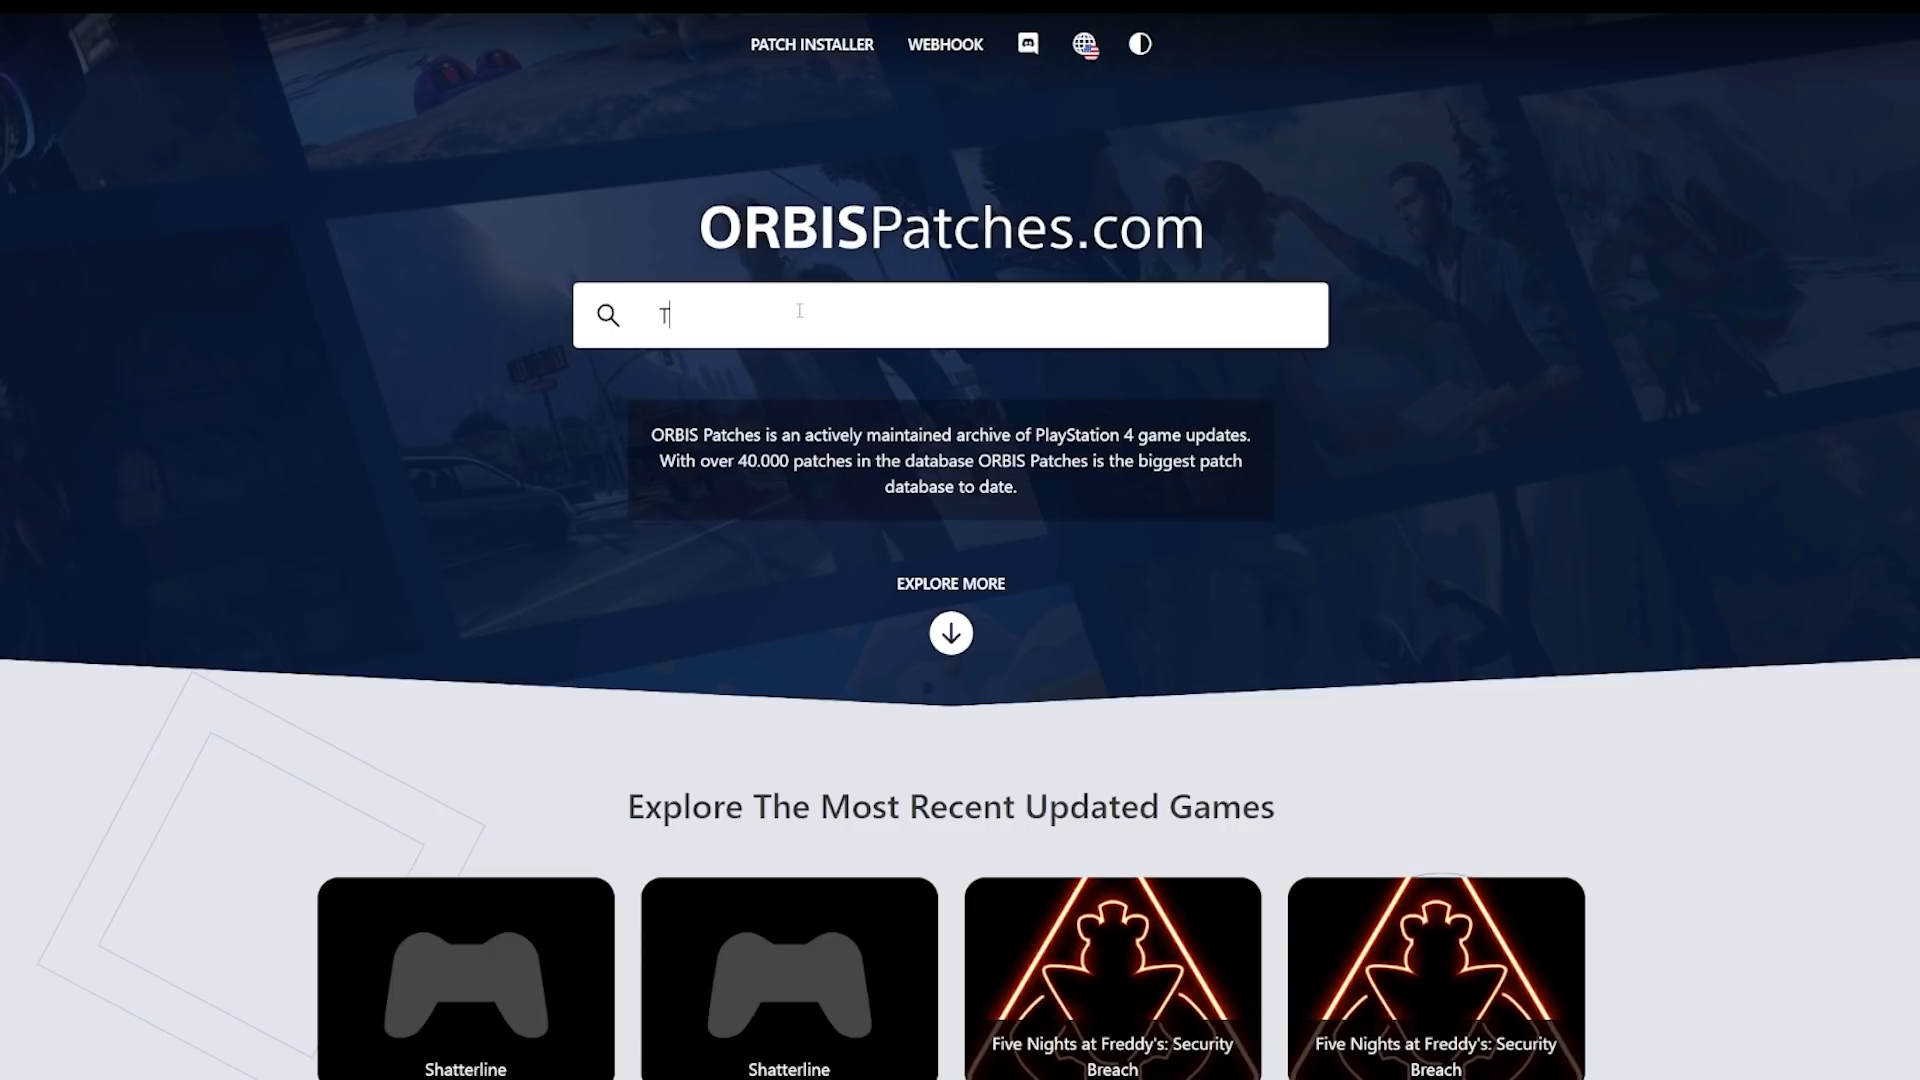 PATCH INSTALLER WEBHOOK
ORBISPatches.com
T
ORBIS Patches is an actively maintained archive of PlayStation 4 game updates.
With over 40.000 patches in the database ORBIS Patches is the biggest patch
database to date.
EXPLORE MORE
Explore The Most Recent Updated Games
Shatterline
Shatterline
Five Nights at Freddy's: Security
Breach
Five Nights at Freddy's: Security
Breach